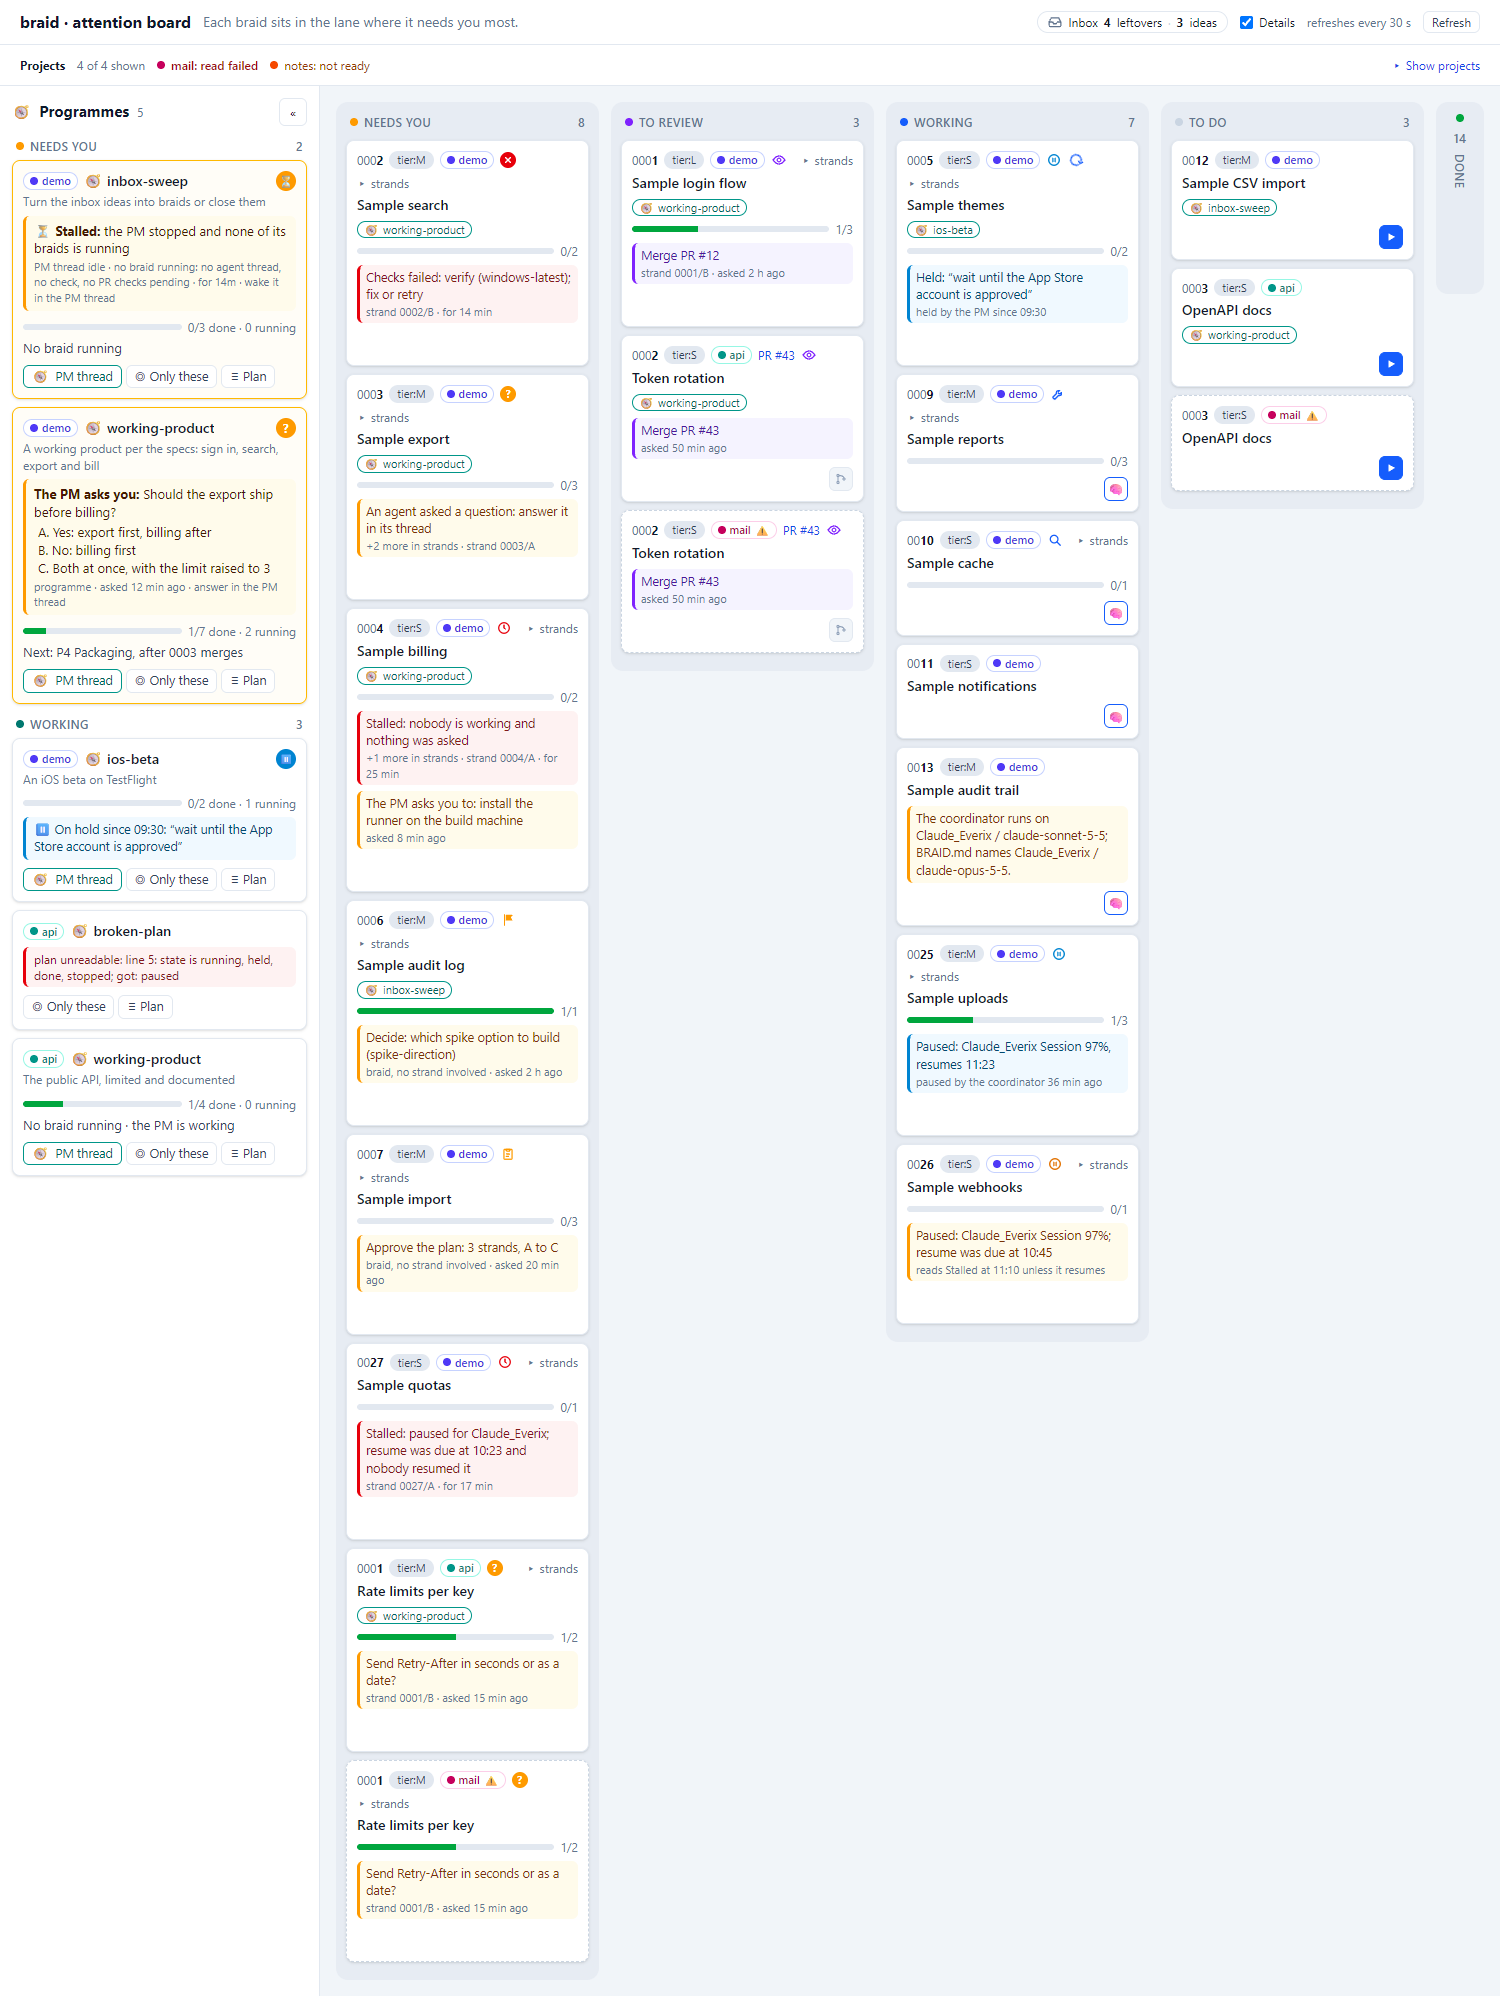 braid · attention board
Each braid sits in the lane where it needs you most.
Inbox 4 leftovers · 3 ideas
Details
refreshes every 30 s
Refresh
Projects
4 of 4 shown
mail: read failed
notes: not ready
▸ Show projects
Programmes 5
«
NEEDS YOU 2
demo inbox-sweep
Turn the inbox ideas into braids or close them
Stalled: the PM stopped and none of its
braids is running
PM thread idle · no braid running: no agent thread,
no check, no PR checks pending · for 14m · wake it
in the PM thread
0/3 done · 0 running
No braid running
PM thread
◎ Only these
☰ Plan
demo working-product ?
A working product per the specs: sign in, search,
export and bill
The PM asks you: Should the export ship
before billing?
A. Yes: export first, billing after
B. No: billing first
C. Both at once, with the limit raised to 3
programme · asked 12 min ago · answer in the PM
thread
1/7 done · 2 running
Next: P4 Packaging, after 0003 merges
PM thread
◎ Only these
☰ Plan
WORKING 3
demo ios-beta
An iOS beta on TestFlight
0/2 done · 1 running
On hold since 09:30: “wait until the App
Store account is approved”
PM thread
◎ Only these
☰ Plan
api broken-plan
plan unreadable: line 5: state is running, held,
done, stopped; got: paused
◎ Only these
☰ Plan
api working-product
The public API, limited and documented
1/4 done · 0 running
No braid running · the PM is working
PM thread
◎ Only these
☰ Plan
NEEDS YOU 8
0002 tier:M demo
▸ strands
Sample search
working-product
0/2
Checks failed: verify (windows-latest);
fix or retry
strand 0002/B · for 14 min
0003 tier:M demo ?
▸ strands
Sample export
working-product
0/3
An agent asked a question: answer it
in its thread
+2 more in strands · strand 0003/A
0004 tier:S demo ▸ strands
Sample billing
working-product
0/2
Stalled: nobody is working and
nothing was asked
+1 more in strands · strand 0004/A · for
25 min
The PM asks you to: install the
runner on the build machine
asked 8 min ago
0006 tier:M demo
▸ strands
Sample audit log
inbox-sweep
1/1
Decide: which spike option to build
(spike-direction)
braid, no strand involved · asked 2 h ago
0007 tier:M demo
▸ strands
Sample import
0/3
Approve the plan: 3 strands, A to C
braid, no strand involved · asked 20 min
ago
0027 tier:S demo ▸ strands
Sample quotas
0/1
Stalled: paused for Claude_Everix;
resume was due at 10:23 and
nobody resumed it
strand 0027/A · for 17 min
0001 tier:M api ? ▸ strands
Rate limits per key
working-product
1/2
Send Retry-After in seconds or as a
date?
strand 0001/B · asked 15 min ago
0001 tier:M mail ?
▸ strands
Rate limits per key
1/2
Send Retry-After in seconds or as a
date?
strand 0001/B · asked 15 min ago
TO REVIEW 3
0001 tier:L demo ▸ strands
Sample login flow
working-product
1/3
Merge PR #12
strand 0001/B · asked 2 h ago
0002 tier:S api PR #43
Token rotation
working-product
Merge PR #43
asked 50 min ago
0002 tier:S mail PR #43
Token rotation
Merge PR #43
asked 50 min ago
WORKING 7
0005 tier:S demo
▸ strands
Sample themes
ios-beta
0/2
Held: “wait until the App Store
account is approved”
held by the PM since 09:30
0009 tier:M demo
▸ strands
Sample reports
0/3
0010 tier:S demo ▸ strands
Sample cache
0/1
0011 tier:S demo
Sample notifications
0013 tier:M demo
Sample audit trail
The coordinator runs on
Claude_Everix / claude-sonnet-5-5;
BRAID.md names Claude_Everix /
claude-opus-5-5.
0025 tier:M demo
▸ strands
Sample uploads
1/3
Paused: Claude_Everix Session 97%,
resumes 11:23
paused by the coordinator 36 min ago
0026 tier:S demo ▸ strands
Sample webhooks
0/1
Paused: Claude_Everix Session 97%;
resume was due at 10:45
reads Stalled at 11:10 unless it resumes
TO DO 3
0012 tier:M demo
Sample CSV import
inbox-sweep
0003 tier:S api
OpenAPI docs
working-product
0003 tier:S mail
OpenAPI docs
14
DONE